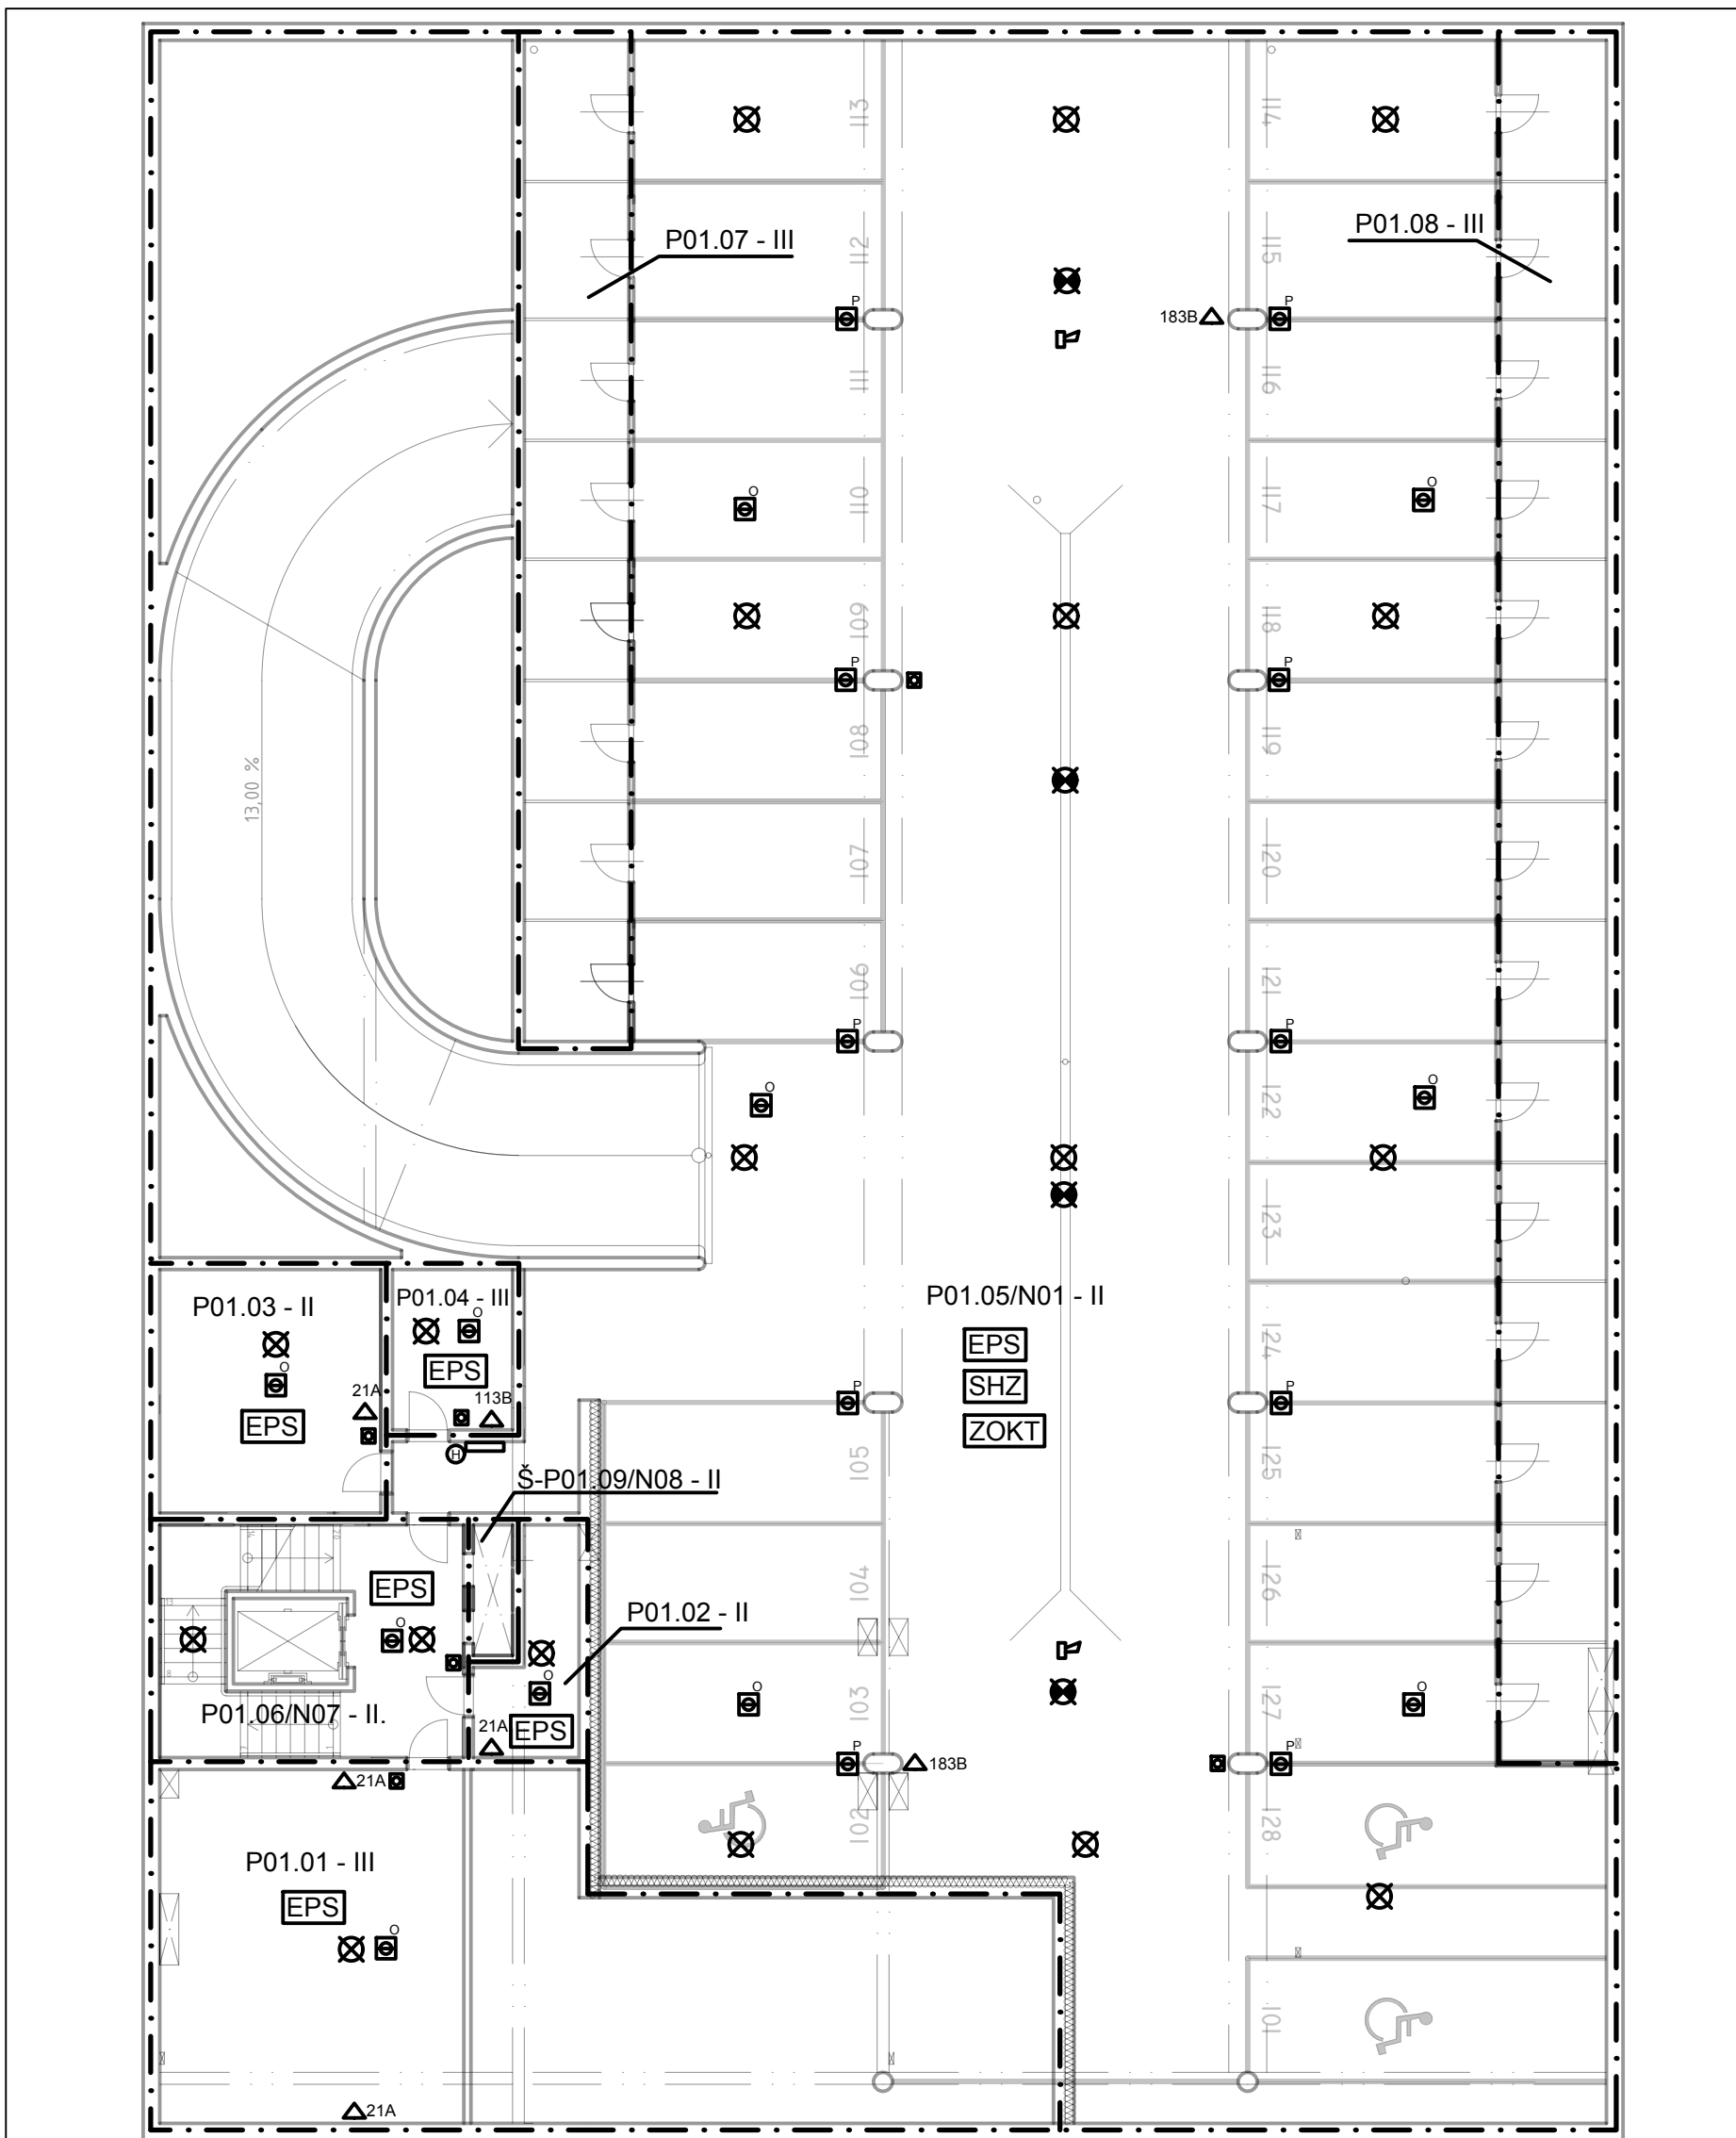 113
114
P01.07 - III
112
P01.08 - III
115
P
183B
P
111
116
O
110
O
117
109
118
P
P
13,00 %
108
119
107
120
106
121
P
P
O
O
122
123
P01.05/N01 - II
EPS
SHZ
ZOKT
P01.03 - II
O
EPS
21A
P01.04 - III
O
EPS
113B
H
124
P
P
105
125
Š-P01.09/N08 - II
EPS
O
104
126
P01.02 - II
O
P01.06/N07 - II.
21A
EPS
O
103
O
127
P
183B
P
21A
102
128
P01.01 - III
EPS
O
101
21A